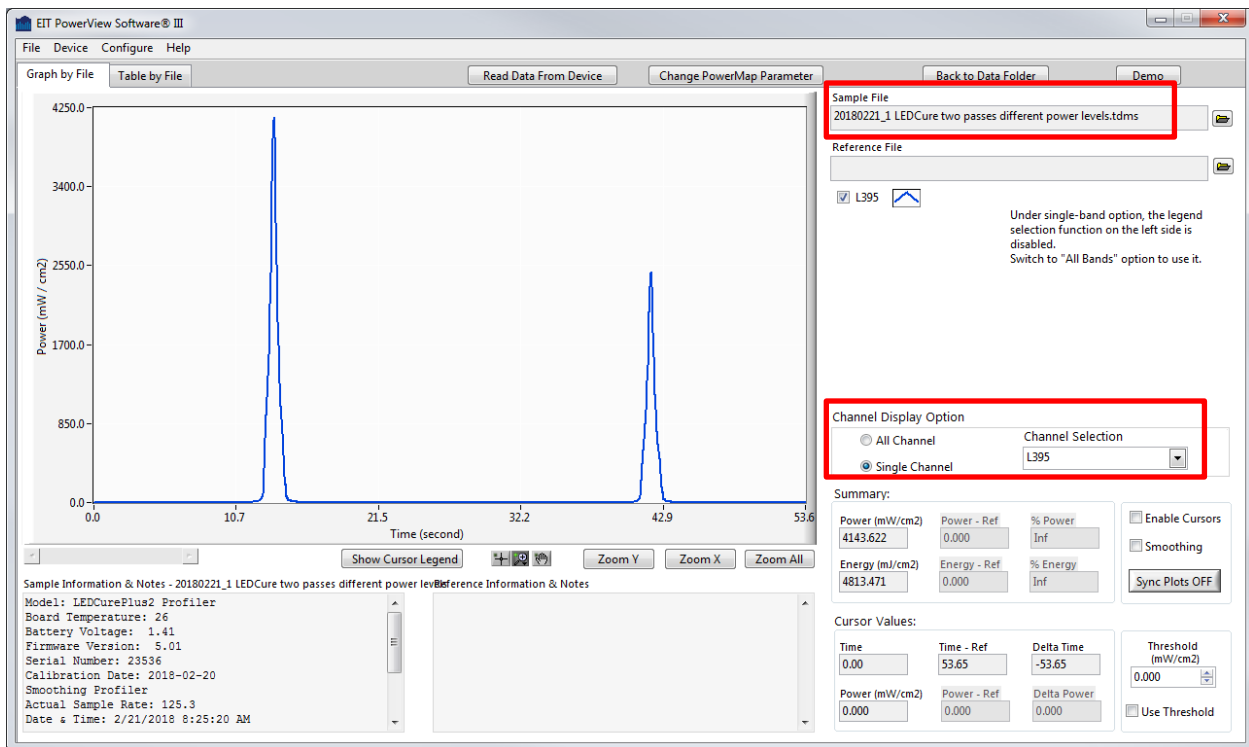 EIT PowerView Software® III
File Device Configure Help
Graph by File Table by File Read Data From Device Change PowerMap Parameter Back to Data Folder Demo
Sample File
20180221_1 LEDCure two passes different power levels.tdms
Reference File
L395
Under single-band option, the legend
selection function on the left side is
disabled.
Switch to "All Bands" option to use it.
4250.0
3400.0
2550.0
1700.0
850.0
0.0
Power (mW / cm2)
0.0 10.7 21.5 32.2 42.9 53.6
Time (second)
Show Cursor Legend Zoom Y Zoom X Zoom All
Channel Display Option
All Channel
Single Channel
Channel Selection
L395
Summary:
Power (mW/cm2) Power - Ref % Power
4143.622 0.000 Inf
Energy (mJ/cm2) Energy - Ref % Energy
4813.471 0.000 Inf
Enable Cursors
Smoothing
Sync Plots OFF
Cursor Values:
Time Time - Ref Delta Time
0.00 53.65 -53.65
Power (mW/cm2) Power - Ref Delta Power
0.000 0.000 0.000
Threshold
(mW/cm2)
0.000
Use Threshold
Sample Information & Notes - 20180221_1 LEDCure two passes different power
Reference Information & Notes
Model: LEDCurePlus2 Profiler
Board Temperature: 26
Battery Voltage: 1.41
Firmware Version: 5.01
Serial Number: 23536
Calibration Date: 2018-02-20
Smoothing Profiler
Actual Sample Rate: 125.3
Date & Time: 2/21/2018 8:25:20 AM